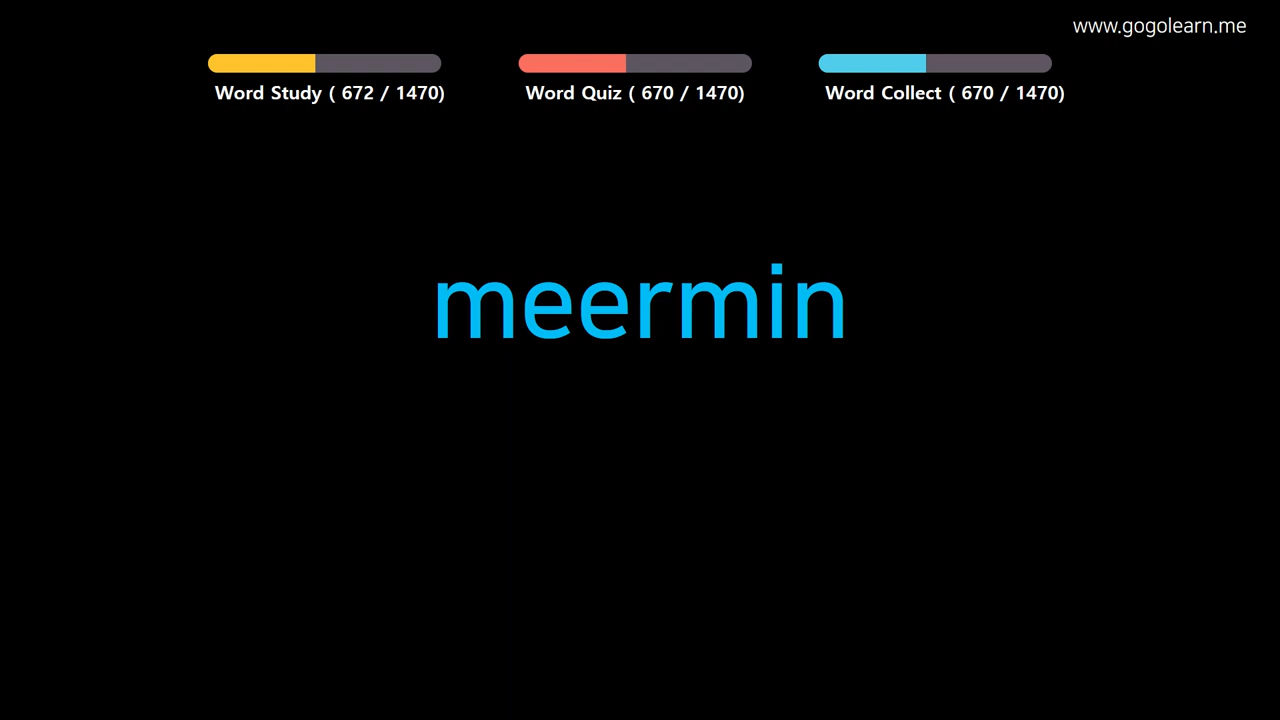 www.gogolearn.me
Word Study ( 672 / 1470)
Word Quiz ( 670 / 1470)
Word Collect ( 670 / 1470)
meermin